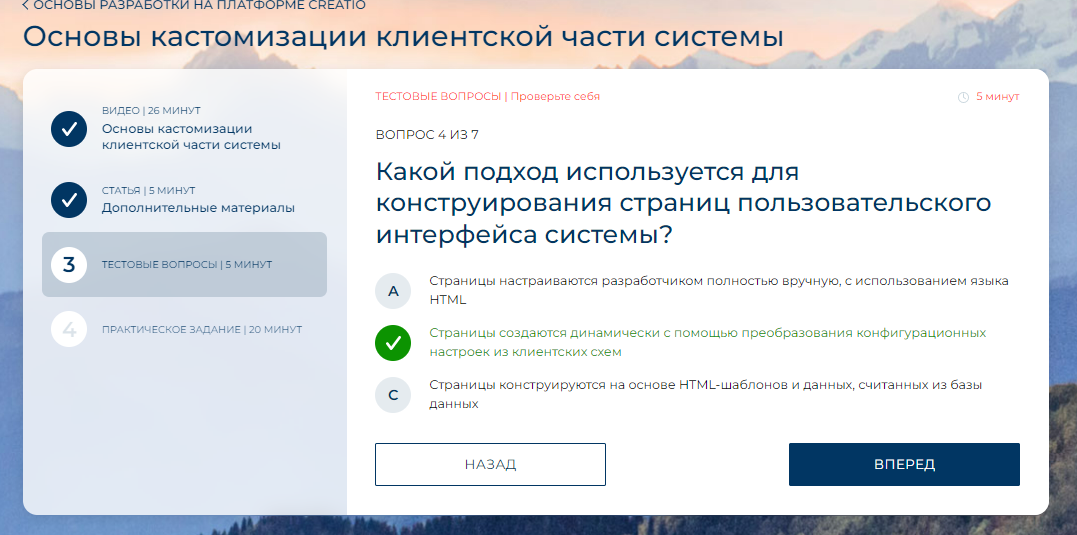 < ОСНОВЫ РАЗРАБОТКИ НА ПЛАТФОРМЕ CREATIO
Основы кастомизации клиентской части системы
ВИДЕО | 26 МИНУТ
Основы кастомизации
клиентской части системы
СТАТЬЯ | 5 МИНУТ
Дополнительные материалы
3
ТЕСТОВЫЕ ВОПРОСЫ | 5 МИНУТ
4
ПРАКТИЧЕСКОЕ ЗАДАНИЕ | 20 МИНУТ
ТЕСТОВЫЕ ВОПРОСЫ | Проверьте себя
5 минут
ВОПРОС 4 ИЗ 7
Какой подход используется для
конструирования страниц пользовательского
интерфейса системы?
A
Страницы настраиваются разработчиком полностью вручную, с использованием языка
HTML
Страницы создаются динамически с помощью преобразования конфигурационных
настроек из клиентских схем
C
Страницы конструируются на основе HTML-шаблонов и данных, считанных из базы
данных
НАЗАД
ВПЕРЕД